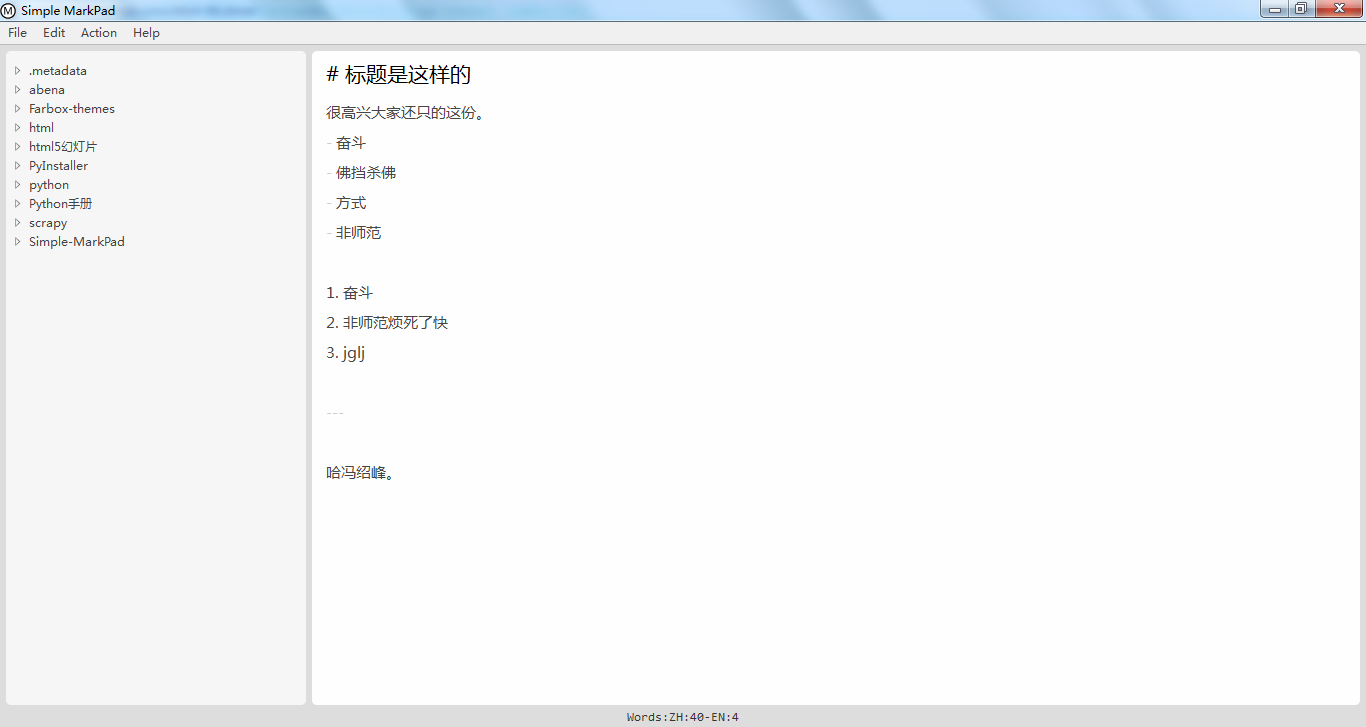 Simple MarkPad
File Edit Action Help
.metadata
abena
Farbox-themes
html
html5幻灯片
PyInstaller
python
Python手册
scrapy
Simple-MarkPad
# 标题是这样的
很高兴大家还只的这份。
- 奋斗
- 佛挡杀佛
- 方式
- 非师范
1. 奋斗
2. 非师范烦死了快
3. jglj
---
哈冯绍峰。
Words:ZH:40-EN:4